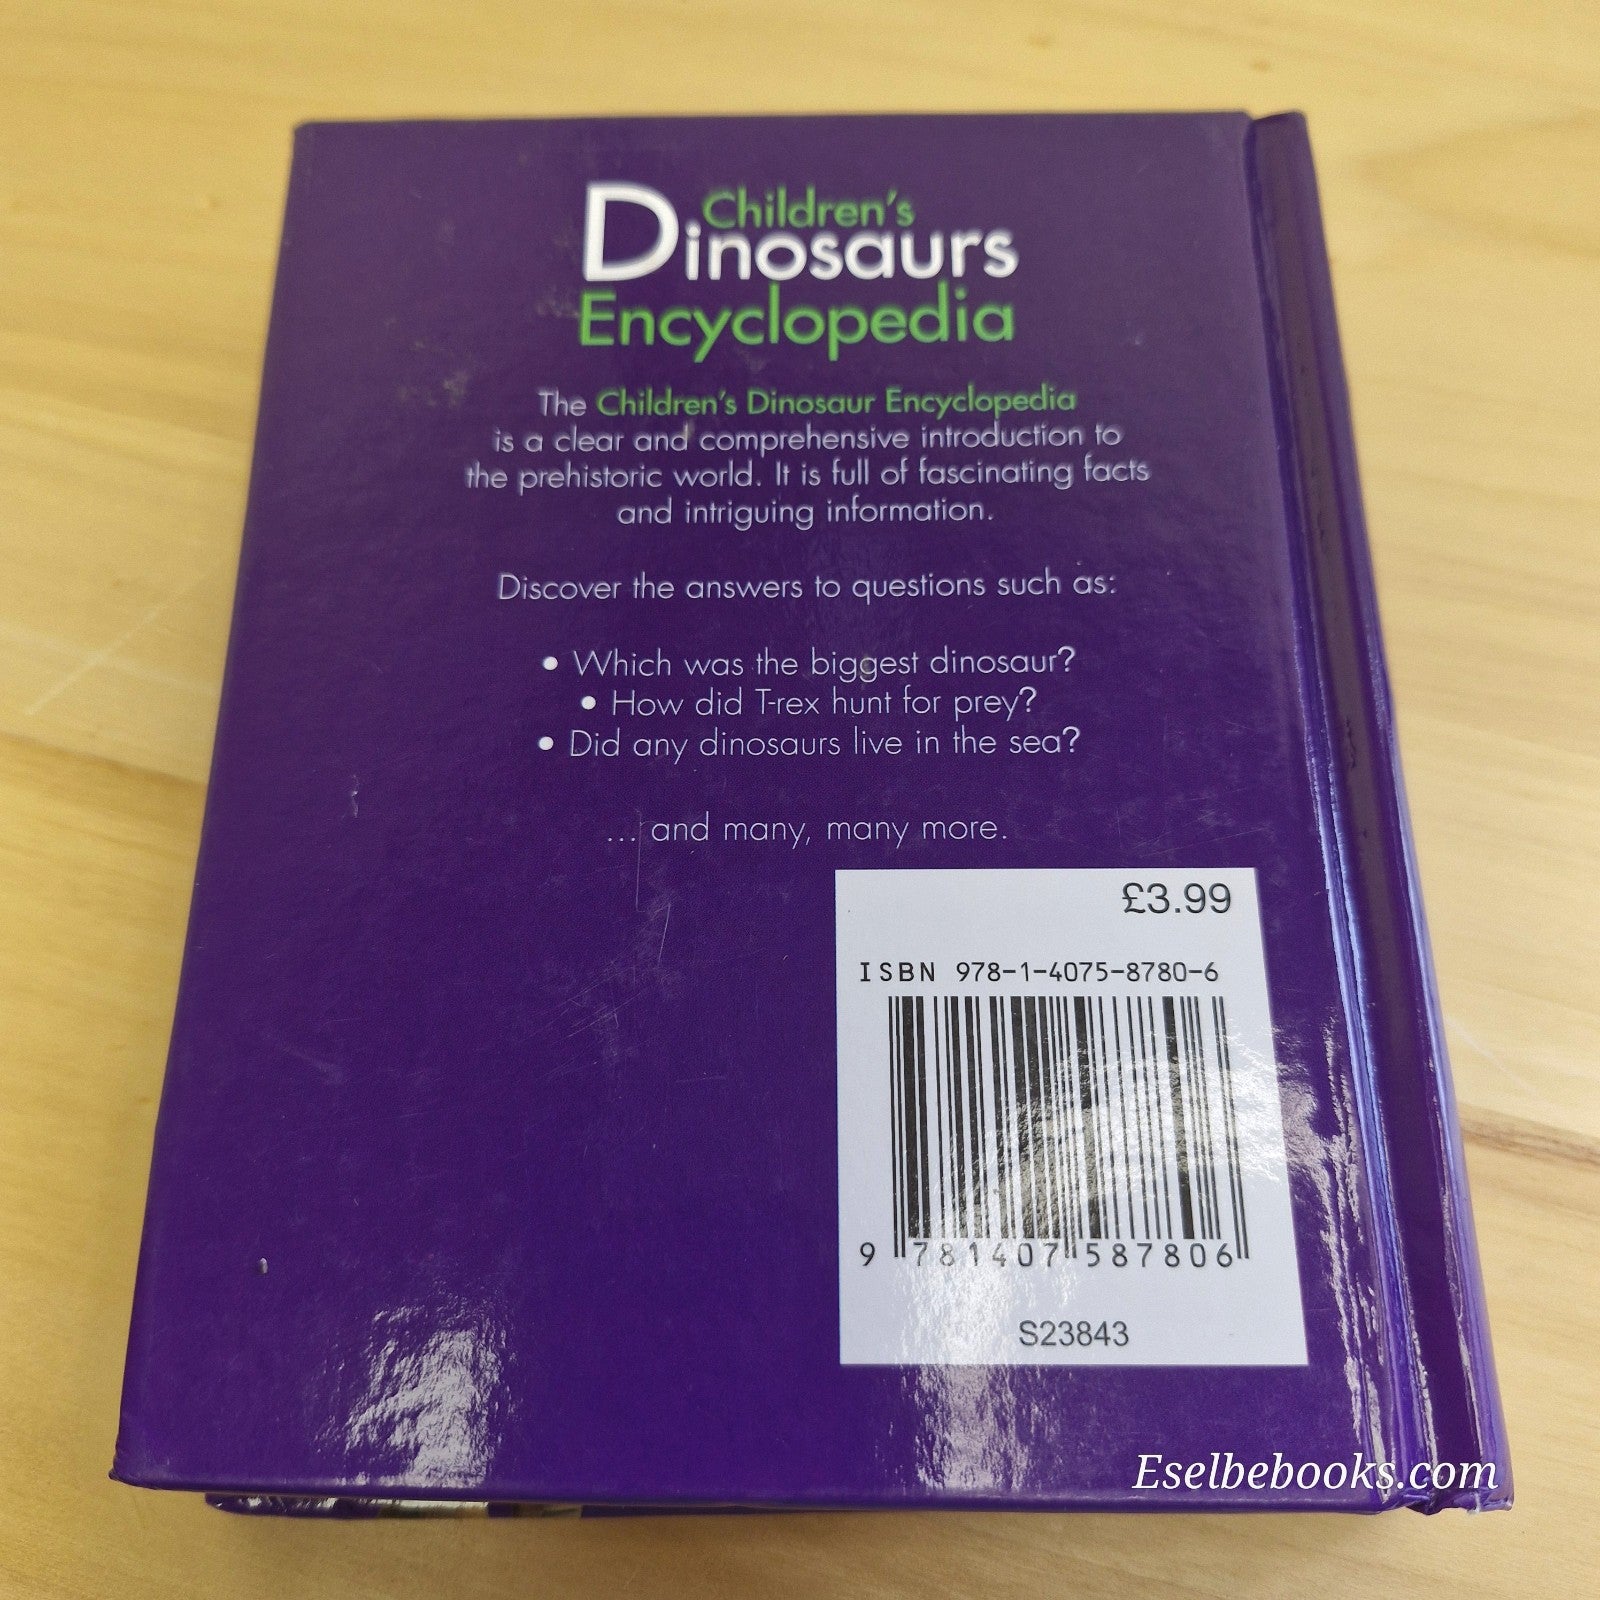 Children's
Dinosaurs
Encyclopedia
The Children's Dinosaur Encyclopedia
is a clear and comprehensive introduction to
the prehistoric world. It is full of fascinating facts
and intriguing information.
Discover the answers to questions such as:
• Which was the biggest dinosaur?
• How did T-rex hunt for prey?
• Did any dinosaurs live in the sea?
... and many, many more.
£3.99
ISBN 978-1-4075-8780-6
9 781407 587806
S23843
Eselbebooks.com